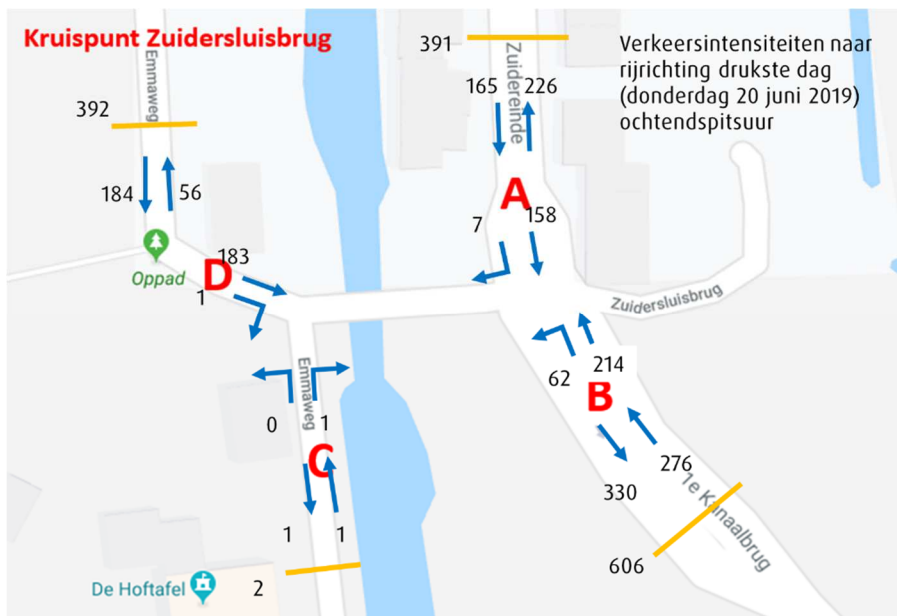 Kruispunt Zuidersluisbrug
Verkeersintensiteiten naar
rijrichting drukste dag
(donderdag 20 juni 2019)
ochtendspitsuur
Emmaweg
392
184
56
Oppad
D
183
1
391
Zuidereinde
165
226
A
7
158
Zuidersluisbrug
62
214
B
330
276
1e Kanaalbrug
606
Emmaweg
0
1
C
1
1
2
De Hoftafel